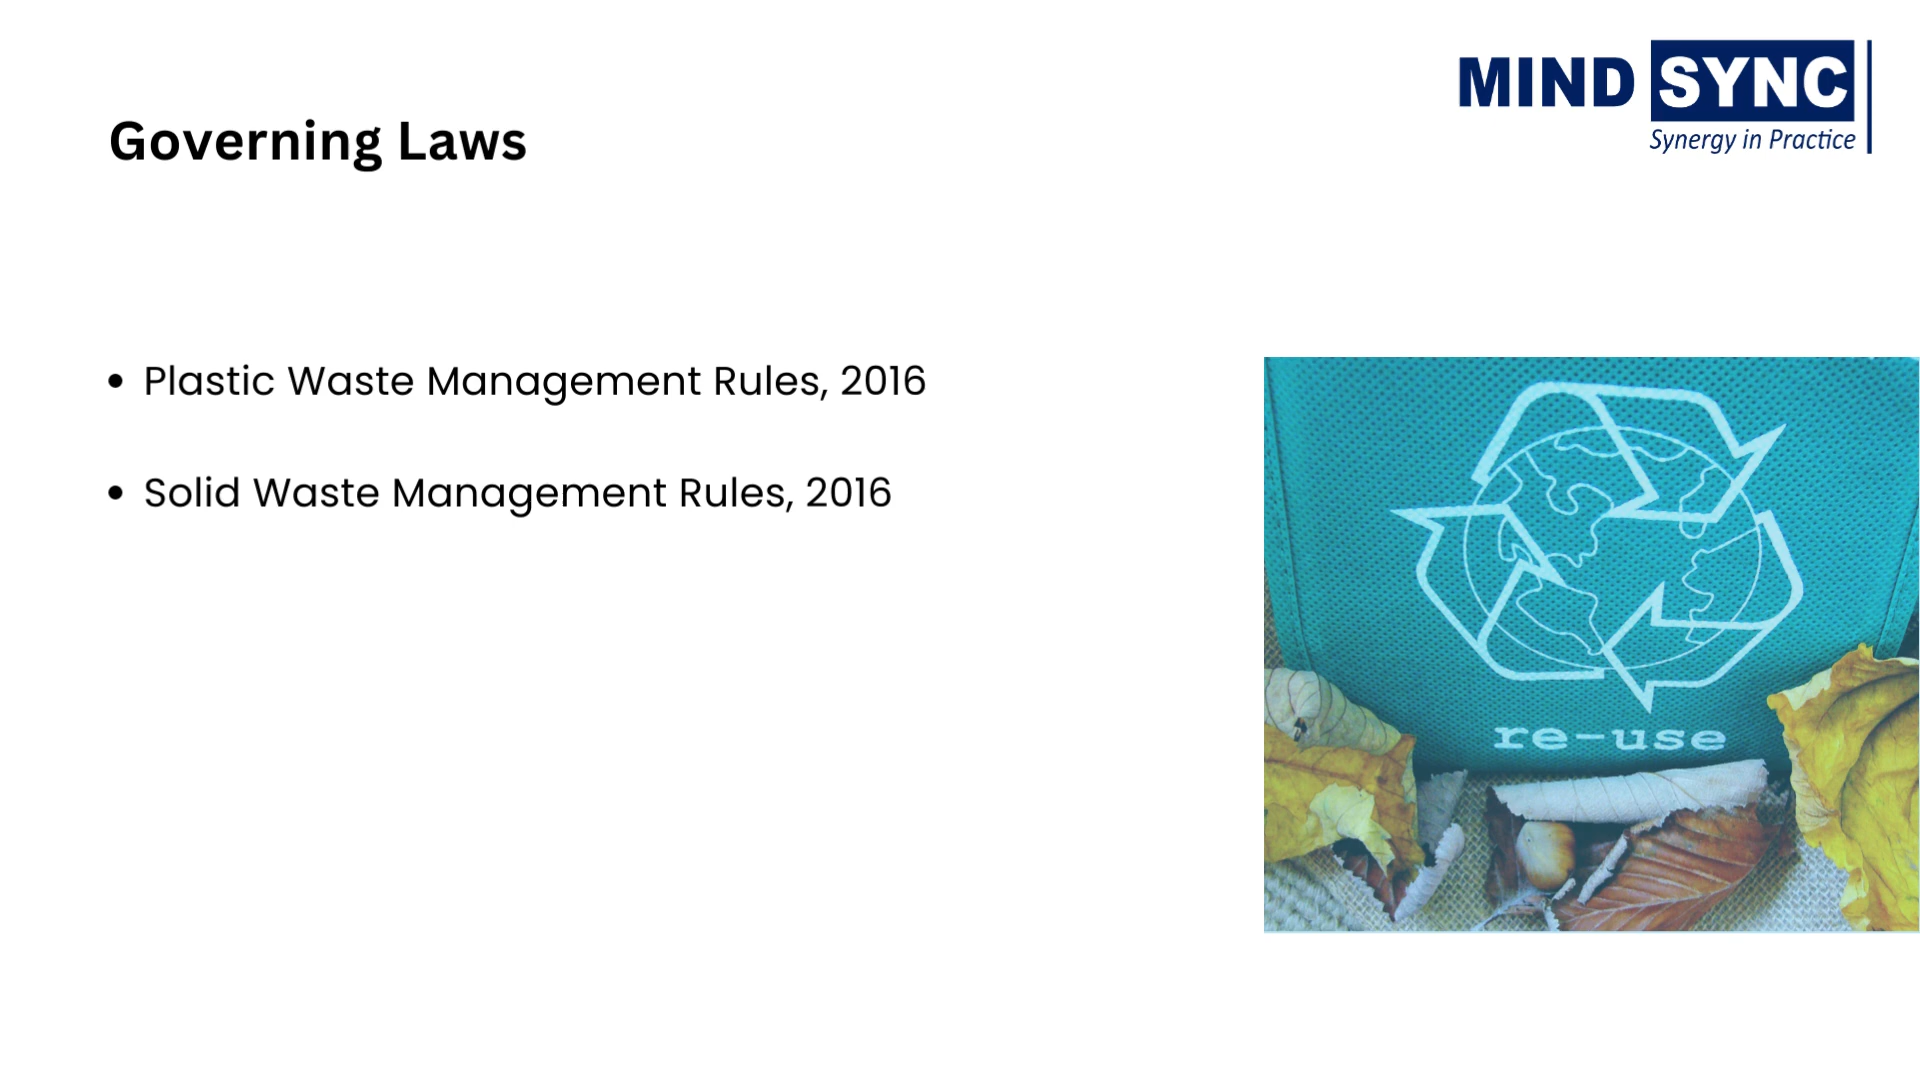 MIND SYNC
Synergy in Practice
Governing Laws
• Plastic Waste Management Rules, 2016
• Solid Waste Management Rules, 2016
re-use